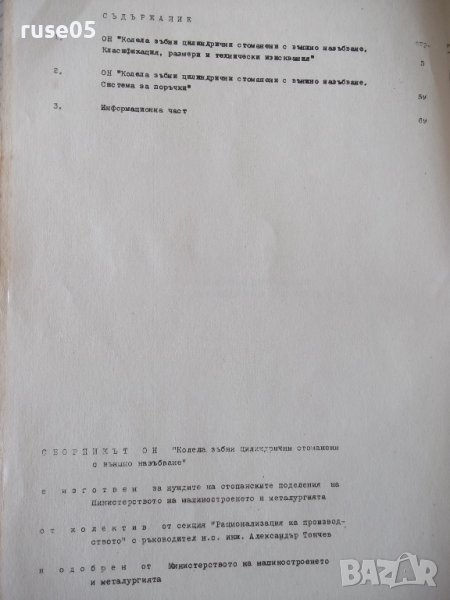 ruse05
СЪДЪРЖАНИЕ
стр.
ОН "Колела зъбни цилиндрични стоманени с външно назъбване.
Класификация, размери и технически изисквания" 5
2. ОН "Колела зъбни цилиндрични стоманени с външно назъбване.
Система за поръчки"
3. Информационна част
СБОРНИКЪТ ОН "Колела зъбни цилиндрични стоманени
с външно назъбване"
е изготвен за нуждите на стопанските поделения на
Министерството на машиностроенето и металургията
от колектив от секция "Рационализация на производ-
ството" с ръководител н.с. инж. Александър Тончев
и одобрен от Министерството на машиностроенето
и металургията
BAZAR